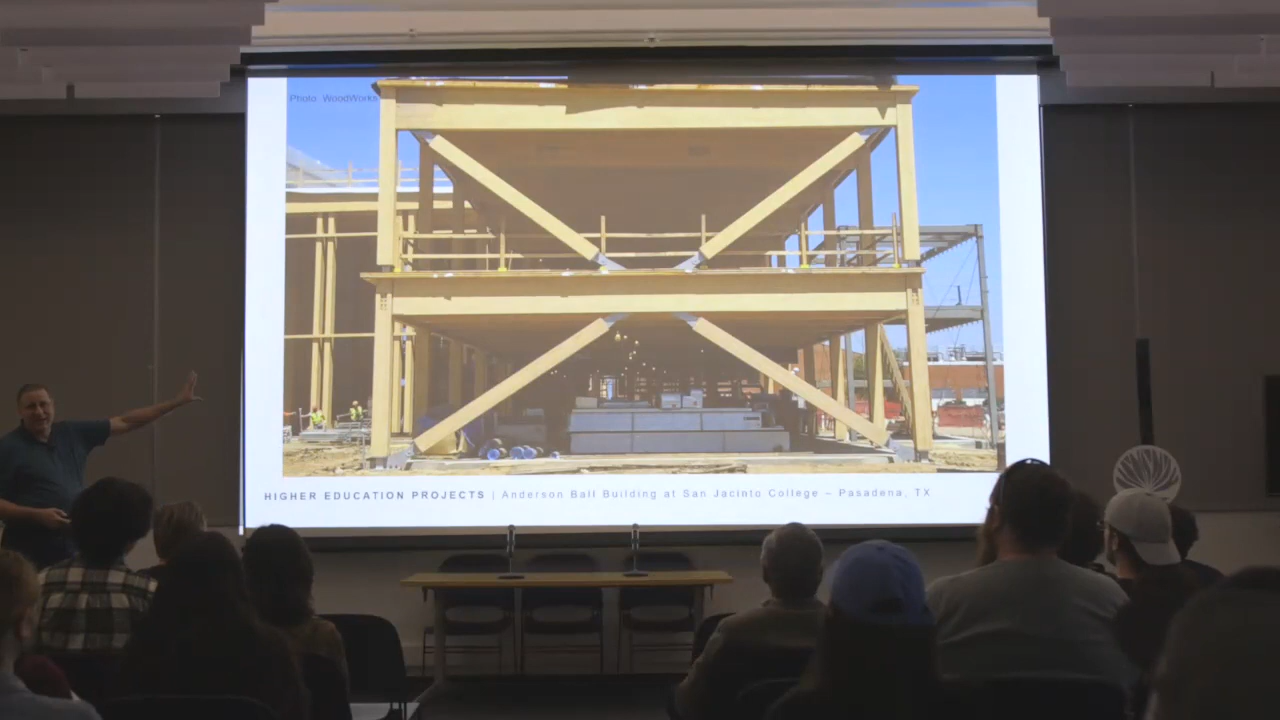 Photo: WoodWorks
HIGHER EDUCATION PROJECTS | Anderson Ball Building at San Jacinto College – Pasadena, TX